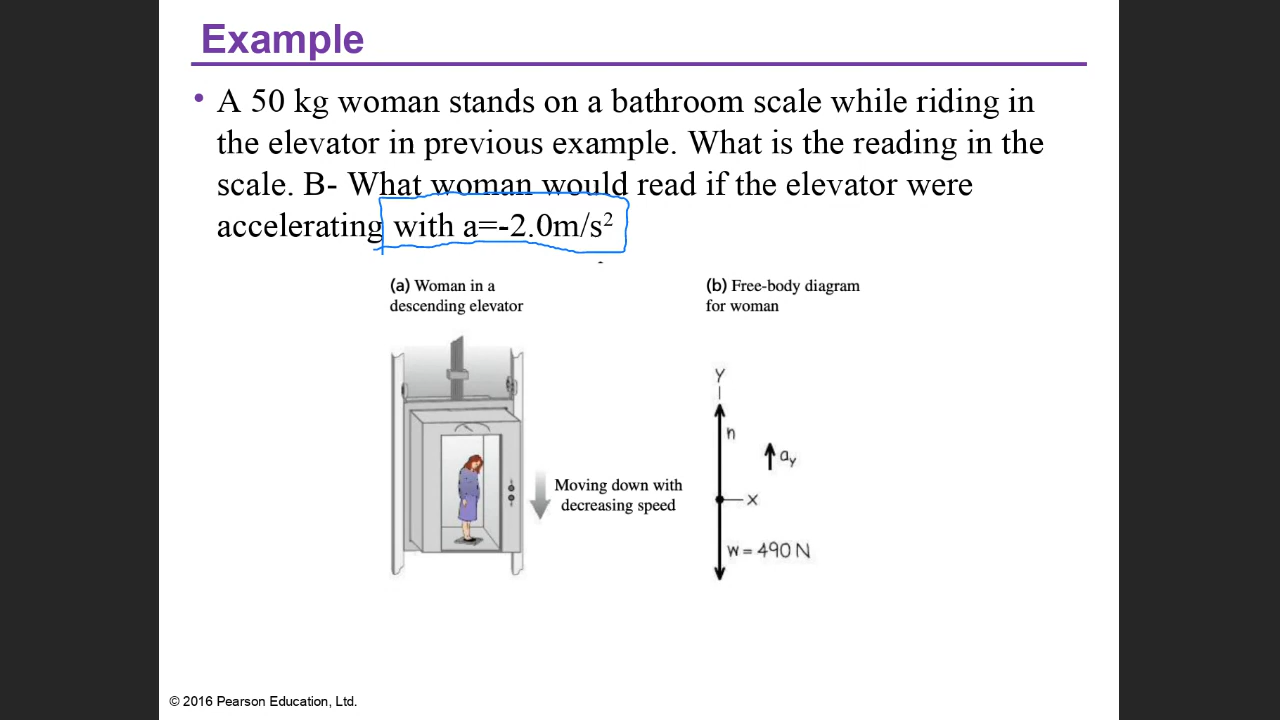 Example
• A 50 kg woman stands on a bathroom scale while riding in
the elevator in previous example. What is the reading in the
scale. B- What woman would read if the elevator were
accelerating with a=-2.0m/s²
(a) Woman in a
descending elevator
(b) Free-body diagram
for woman
Moving down with
decreasing speed
y
n
ay
x
w = 490 N
© 2016 Pearson Education, Ltd.